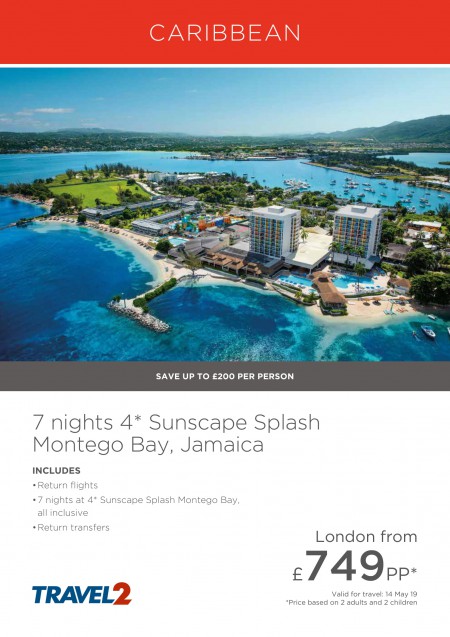 CARIBBEAN
SAVE UP TO £200 PER PERSON
7 nights 4* Sunscape Splash
Montego Bay, Jamaica
INCLUDES
•Return flights
•7 nights at 4* Sunscape Splash Montego Bay,
all inclusive
•Return transfers
London from
£749PP*
Valid for travel: 14 May 19
*Price based on 2 adults and 2 children
TRAVEL2